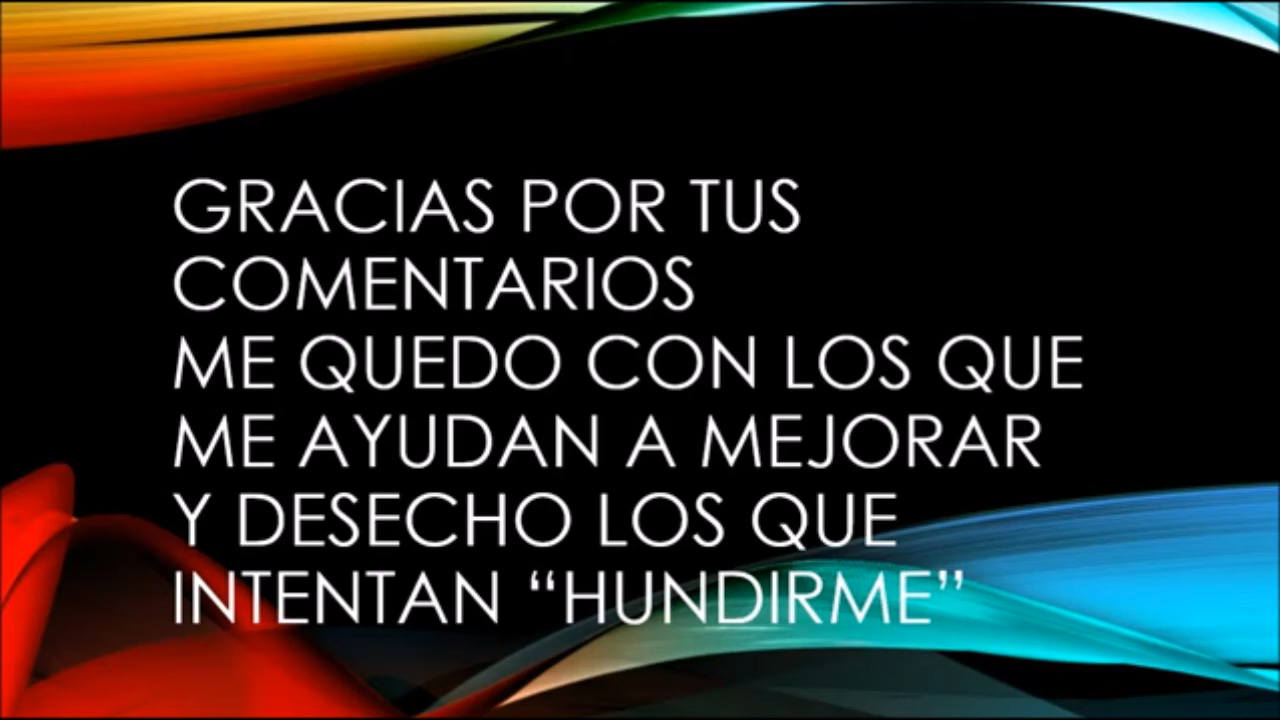 GRACIAS POR TUS
COMENTARIOS
ME QUEDO CON LOS QUE
ME AYUDAN A MEJORAR
Y DESECHO LOS QUE
INTENTAN “HUNDIRME”